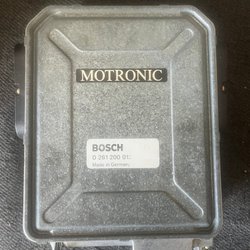 MOTRONIC
BOSCH
0 261 200
Made in Germany